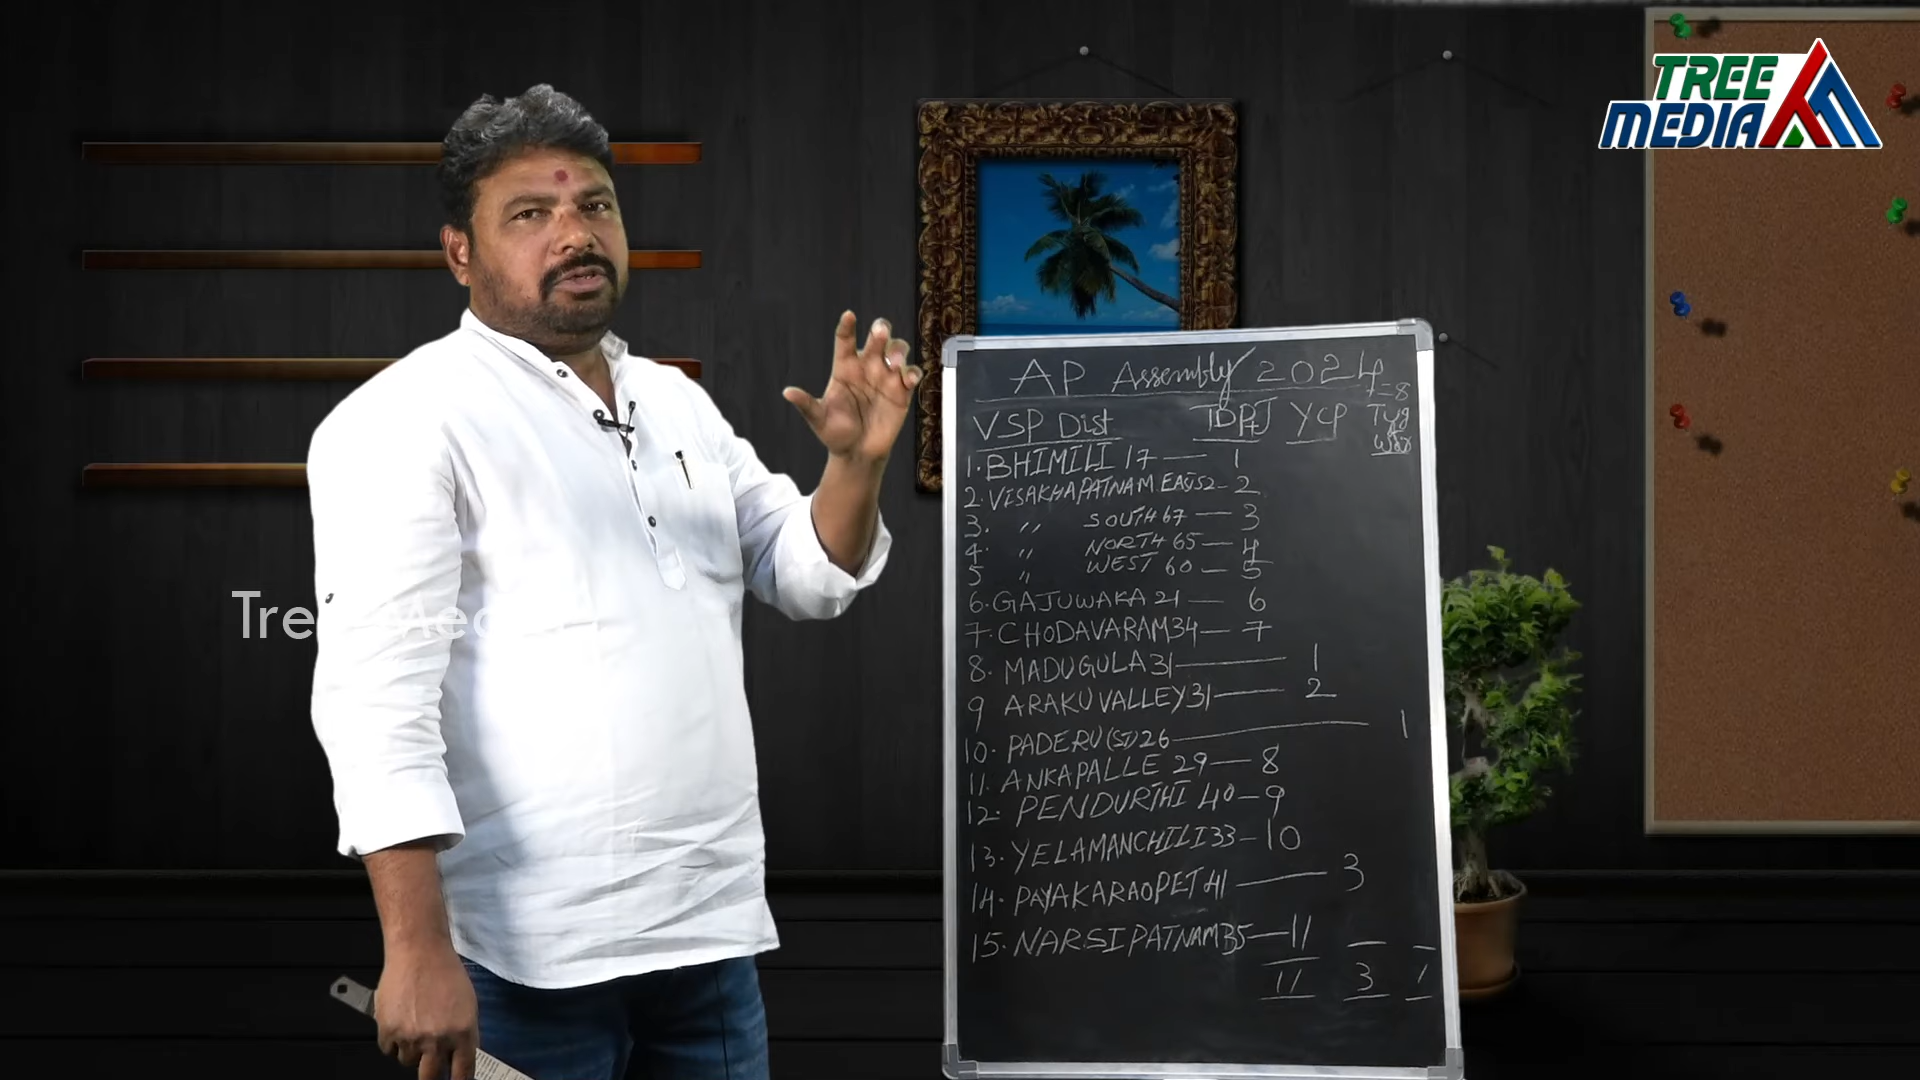 TREE
MEDIA
Tree Media
AP Assembly 2024
T=8
VSP Dist TDP+J YCP Tug
War
1. BHIMILI 17 — 1
2. VISAKHAPATNAM EAST 52 - 2
3. " SOUTH 67 — 3
4. " NORTH 65 — 4
5 " WEST 60 — 5
6. GAJUWAKA 21 — 6
7. CHODAVARAM 34 — 7
8. MADUGULA 31 — 1
9 ARAKU VALLEY 31 — 2
10. PADERU (ST) 26 — 1
11. ANKAPALLE 29 — 8
12. PENDURTHI 40 — 9
13. YELAMANCHILI 33 — 10
14. PAYAKARAOPET 41 — 3
15. NARSIPATNAM 35 — 11
11 3 1